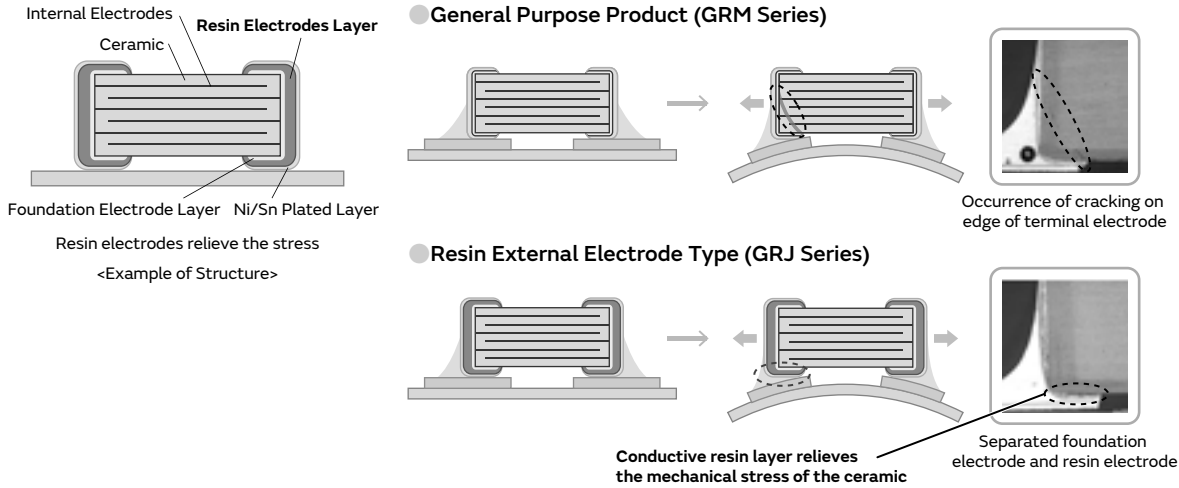 Internal Electrodes
Resin Electrodes Layer
Ceramic
Foundation Electrode Layer
Ni/Sn Plated Layer
Resin electrodes relieve the stress
<Example of Structure>
General Purpose Product (GRM Series)
Occurrence of cracking on
edge of terminal electrode
Resin External Electrode Type (GRJ Series)
Conductive resin layer relieves
the mechanical stress of the ceramic
Separated foundation
electrode and resin electrode